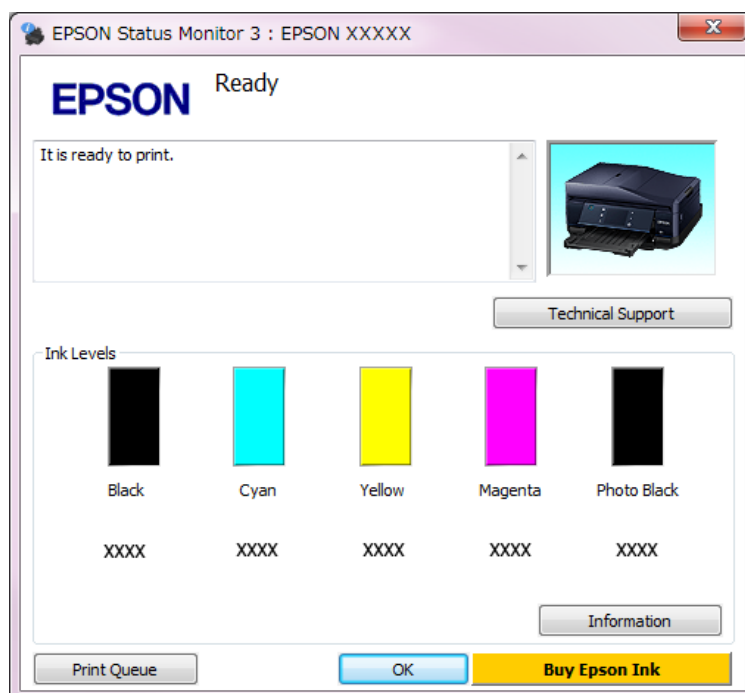 EPSON Status Monitor 3 : EPSON XXXXX
EPSON
Ready
It is ready to print.
Technical Support
Ink Levels
Black Cyan Yellow Magenta Photo Black
XXXX XXXX XXXX XXXX XXXX
Information
Print Queue OK Buy Epson Ink